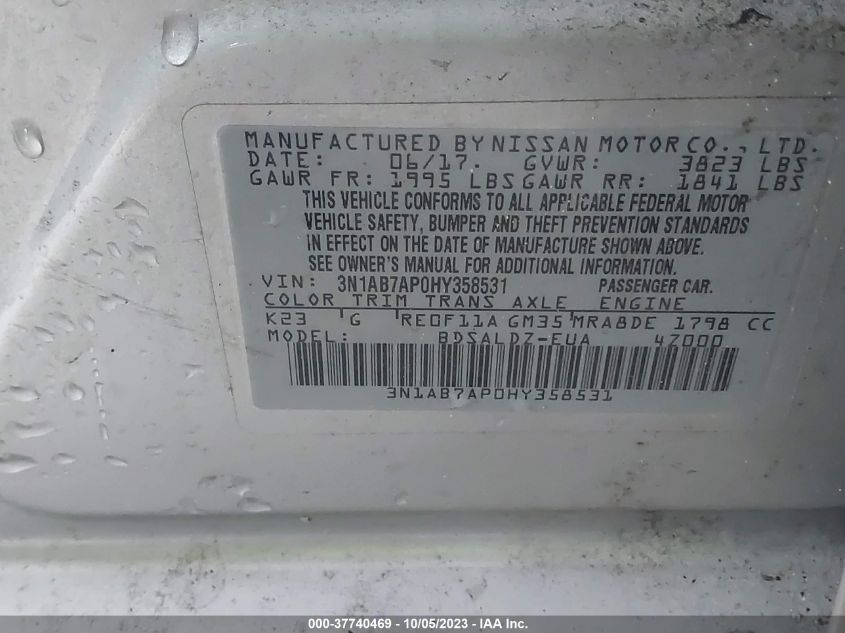 MANUFACTURED BY NISSAN MOTOR CO., LTD.
DATE: 06/17. GVWR: 3823 LBS
GAWR FR: 1995 LBS GAWR RR: 1841 LBS
THIS VEHICLE CONFORMS TO ALL APPLICABLE FEDERAL MOTOR
VEHICLE SAFETY, BUMPER AND THEFT PREVENTION STANDARDS
IN EFFECT ON THE DATE OF MANUFACTURE SHOWN ABOVE.
SEE OWNER'S MANUAL FOR ADDITIONAL INFORMATION.
VIN: 3N1AB7AP0HY358531 PASSENGER CAR.
COLOR TRIM TRANS AXLE ENGINE
K23 G RE0F11A GM35 MRA8DE 1798 CC
MODEL: BDSALDZ-EUA 4Z000
3N1AB7AP0HY358531
000-37740469 - 10/05/2023 - IAA Inc.